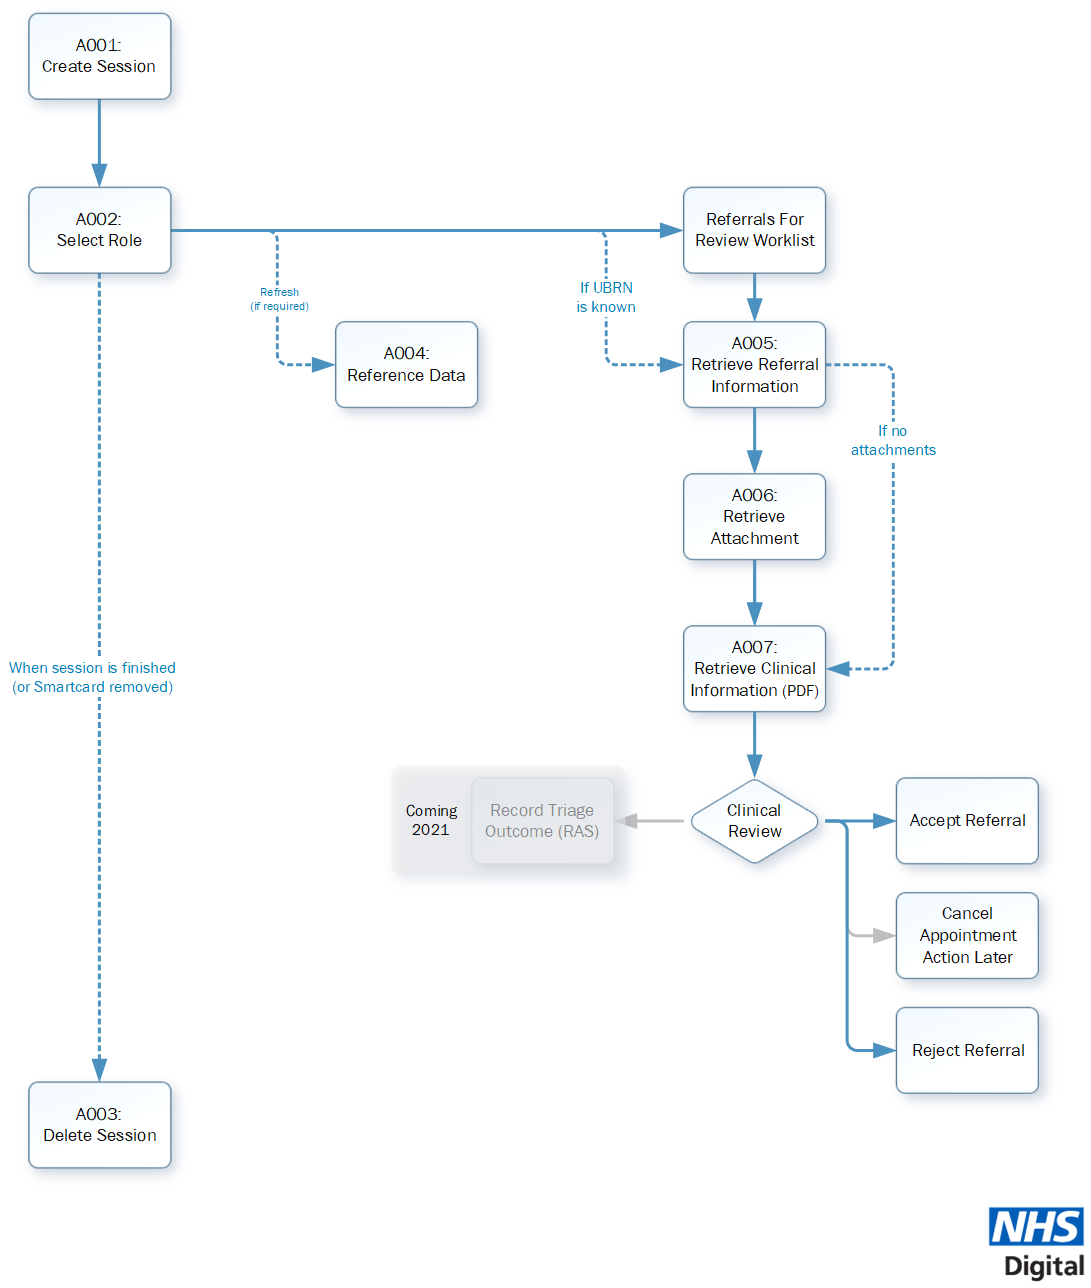 A001:
Create Session
A002:
Select Role
Referrals For
Review Worklist
Refresh
(if required)
If UBRN
is known
A004:
Reference Data
A005:
Retrieve Referral
Information
If no
attachments
A006:
Retrieve
Attachment
A007:
Retrieve Clinical
Information (PDF)
When session is finished
(or Smartcard removed)
Coming
2021
Record Triage
Outcome (RAS)
Clinical
Review
Accept Referral
Cancel
Appointment
Action Later
Reject Referral
A003:
Delete Session
NHS
Digital